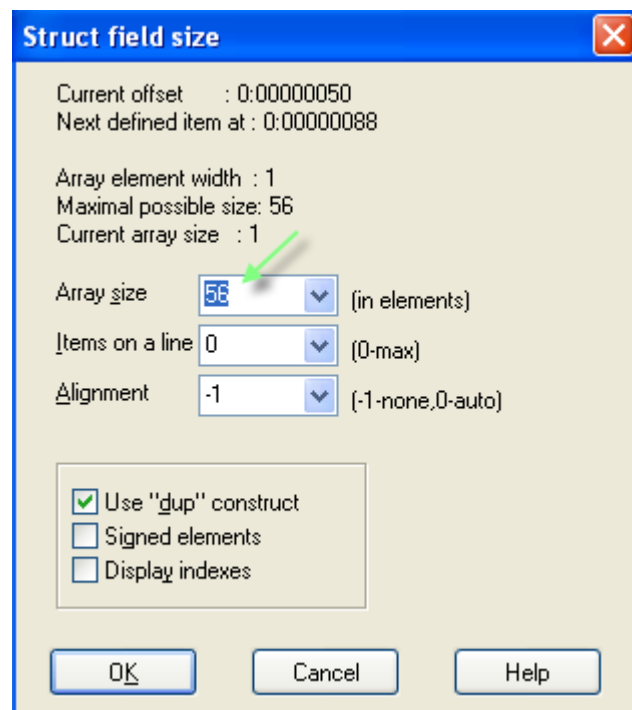 Struct field size
Current offset : 0:00000050
Next defined item at : 0:00000088
Array element width : 1
Maximal possible size: 56
Current array size : 1
Array size 56 (in elements)
Items on a line 0 (0-max)
Alignment -1 (-1-none,0-auto)
Use "dup" construct
Signed elements
Display indexes
OK Cancel Help